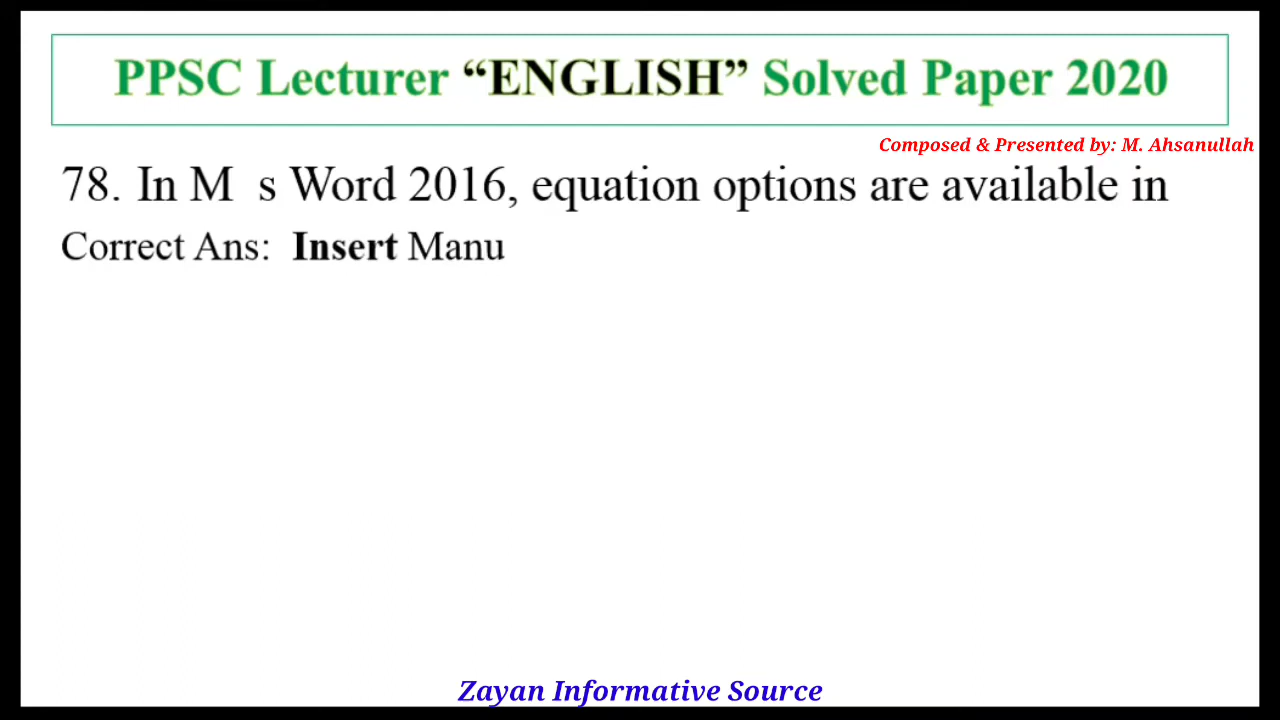 PPSC Lecturer “ENGLISH” Solved Paper 2020
Composed & Presented by: M. Ahsanullah
78. In M s Word 2016, equation options are available in
Correct Ans: Insert Manu
Zayan Informative Source